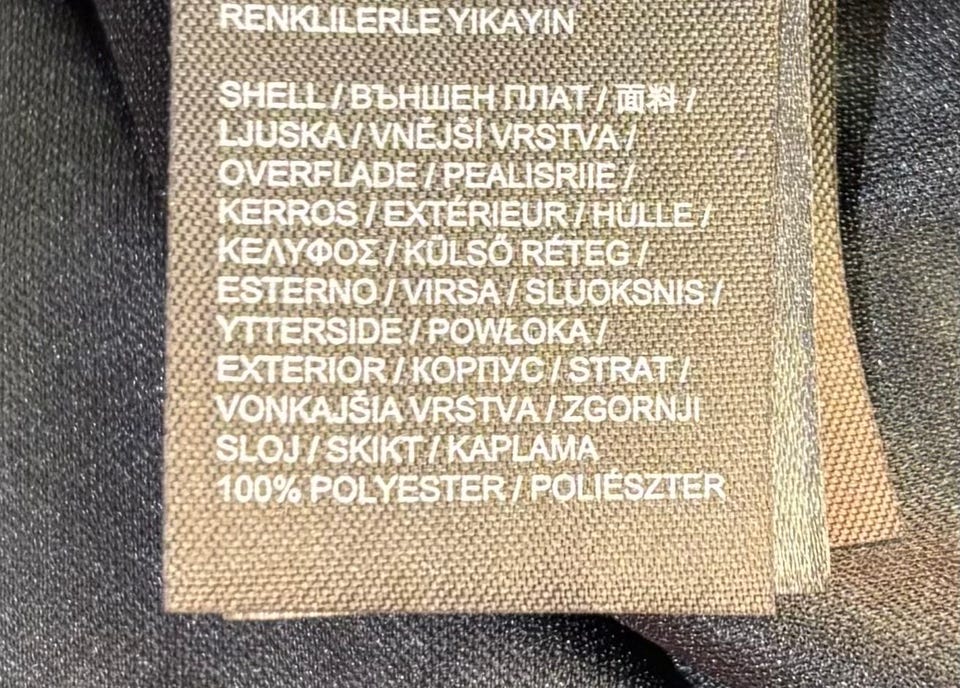 RENKLILERLE YIKAYIN
SHELL / ВЪНШЕН ПЛАТ / 面料 /
LJUSKA / VNĚJŠÍ VRSTVA /
OVERFLADE / PEALISRIIE /
KERROS / EXTÉRIEUR / HÜLLE /
ΚΕΛΥΦΟΣ / KÜLSŐ RÉTEG /
ESTERNO / VIRSA / SLUOKSNIS /
YTTERSIDE / POWŁOKA /
EXTERIOR / КОРПУС / STRAT /
VONKAJŠIA VRSTVA / ZGORNJI
SLOJ / SKIKT / KAPLAMA
100% POLYESTER / POLIÉSZTER